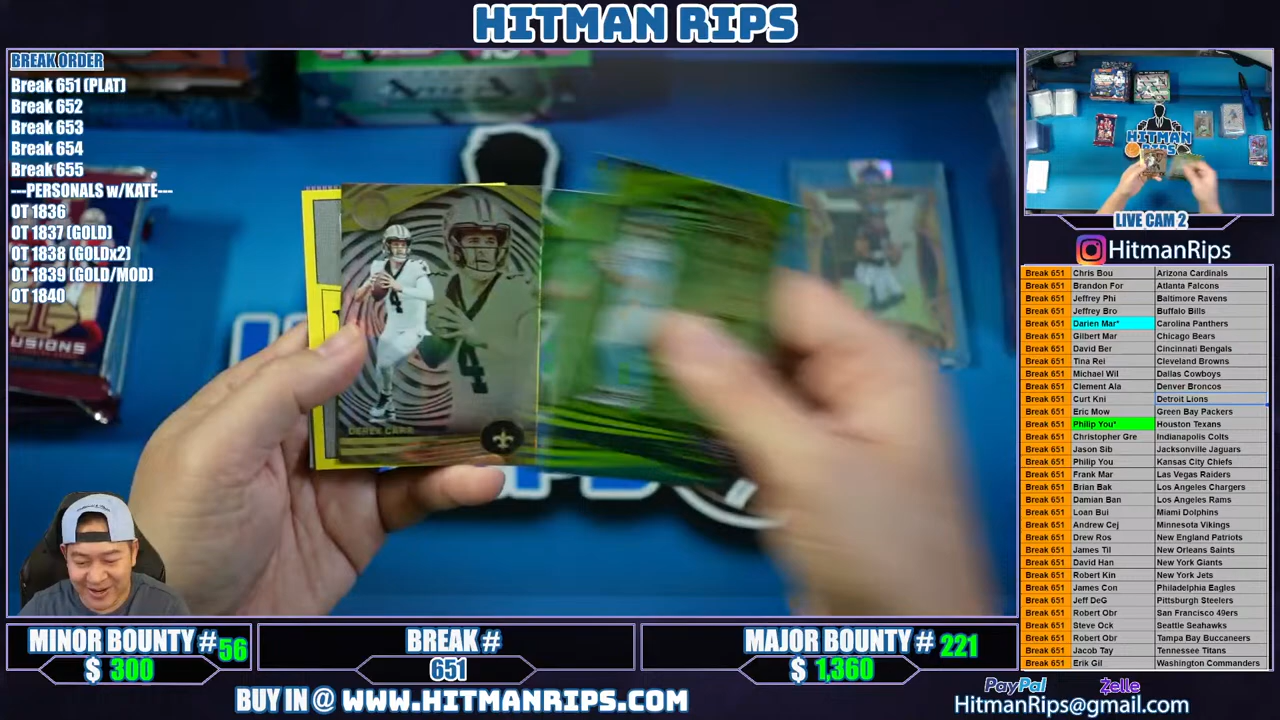 HITMAN RIPS
BREAK ORDER
Break 651 (PLAT)
Break 652
Break 653
Break 654
Break 655
---PERSONALS w/KATE---
OT 1836
OT 1837 (GOLD)
OT 1838 (GOLDx2)
OT 1839 (GOLD/MOD)
OT 1840
USIONS
DEREK CARR
4
4
HITMAN
RIPS
LIVE CAM 2
HitmanRips
Break 651 Chris Bou Arizona Cardinals
Break 651 Brandon For Atlanta Falcons
Break 651 Jeffrey Phi Baltimore Ravens
Break 651 Jeffrey Bro Buffalo Bills
Break 651 Darien Mar* Carolina Panthers
Break 651 Gilbert Mar Chicago Bears
Break 651 David Ber Cincinnati Bengals
Break 651 Tina Rei Cleveland Browns
Break 651 Michael Wil Dallas Cowboys
Break 651 Clement Ala Denver Broncos
Break 651 Curt Kni Detroit Lions
Break 651 Eric Mow Green Bay Packers
Break 651 Philip You* Houston Texans
Break 651 Christopher Gre Indianapolis Colts
Break 651 Jason Sib Jacksonville Jaguars
Break 651 Philip You Kansas City Chiefs
Break 651 Frank Mar Las Vegas Raiders
Break 651 Brian Bak Los Angeles Chargers
Break 651 Damian Ban Los Angeles Rams
Break 651 Loan Bui Miami Dolphins
Break 651 Andrew Cej Minnesota Vikings
Break 651 Drew Ros New England Patriots
Break 651 James Til New Orleans Saints
Break 651 David Han New York Giants
Break 651 Robert Kin New York Jets
Break 651 James Con Philadelphia Eagles
Break 651 Jeff DeG Pittsburgh Steelers
Break 651 Robert Obr San Francisco 49ers
Break 651 Steve Ock Seattle Seahawks
Break 651 Robert Obr Tampa Bay Buccaneers
Break 651 Jacob Tay Tennessee Titans
Break 651 Erik Gil Washington Commanders
MINOR BOUNTY # 56
$ 300
BREAK #
651
MAJOR BOUNTY # 221
$ 1,360
BUY IN @ WWW.HITMANRIPS.COM
PayPal Zelle
HitmanRips@gmail.com